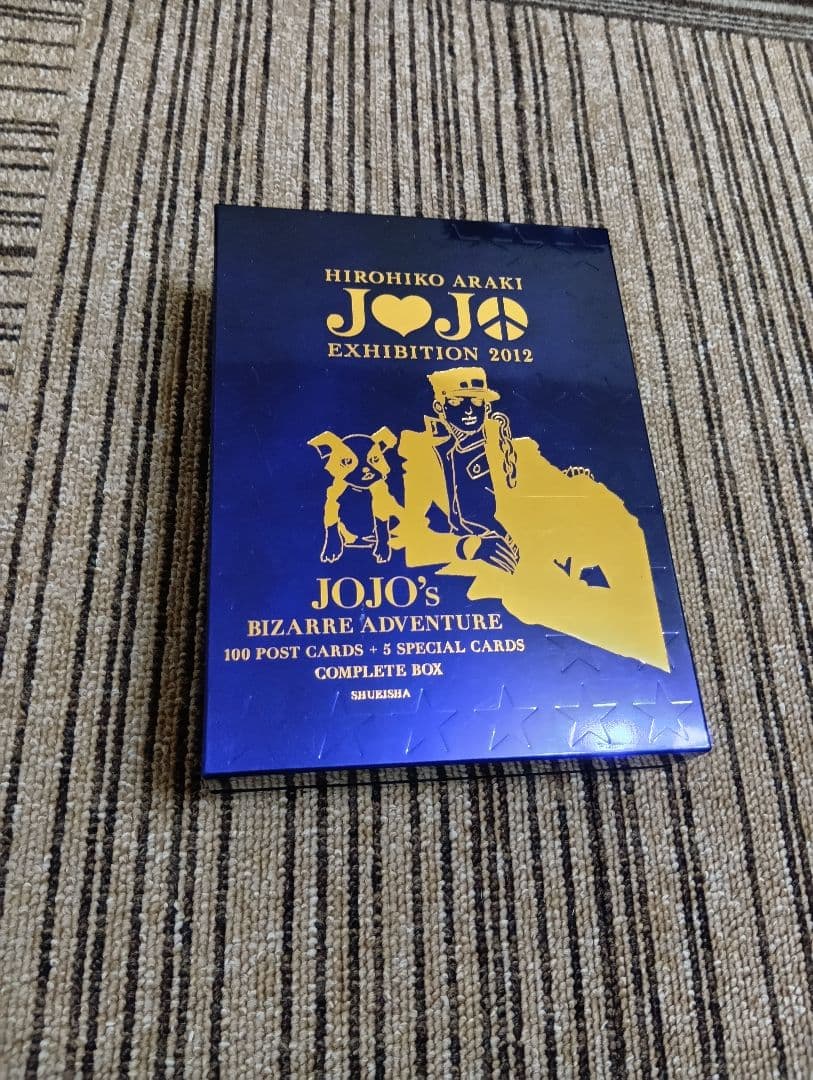 HIROHIKO ARAKI
JOJO
EXHIBITION 2012
JOJO's
BIZARRE ADVENTURE
100 POST CARDS + 5 SPECIAL CARDS
COMPLETE BOX
SHUEISHA